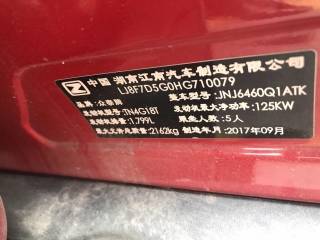 中国 湖南江南汽车制造有限公司
LJ8F7D5G0HG710079
品牌：众泰牌 整车型号：JNJ6460Q1ATK
发动机型号：TN4G18T 发动机最大净功率：125KW
发动机排量：1.799L 限乘人数：5人
最大允许总质量：2162kg 制造年月：2017年09月